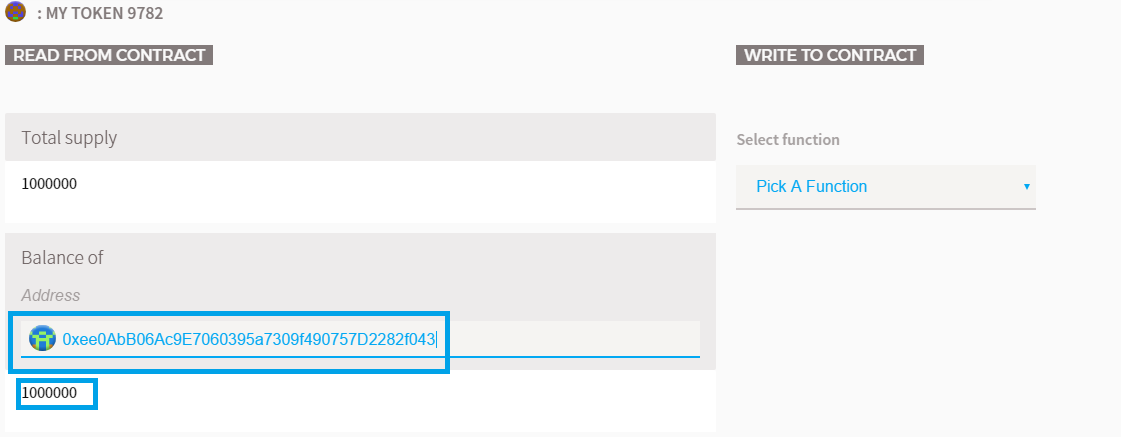 : MY TOKEN 9782
READ FROM CONTRACT
Total supply
1000000
Balance of
Address
0xee0AbB06Ac9E7060395a7309f490757D2282f043
1000000
WRITE TO CONTRACT
Select function
Pick A Function